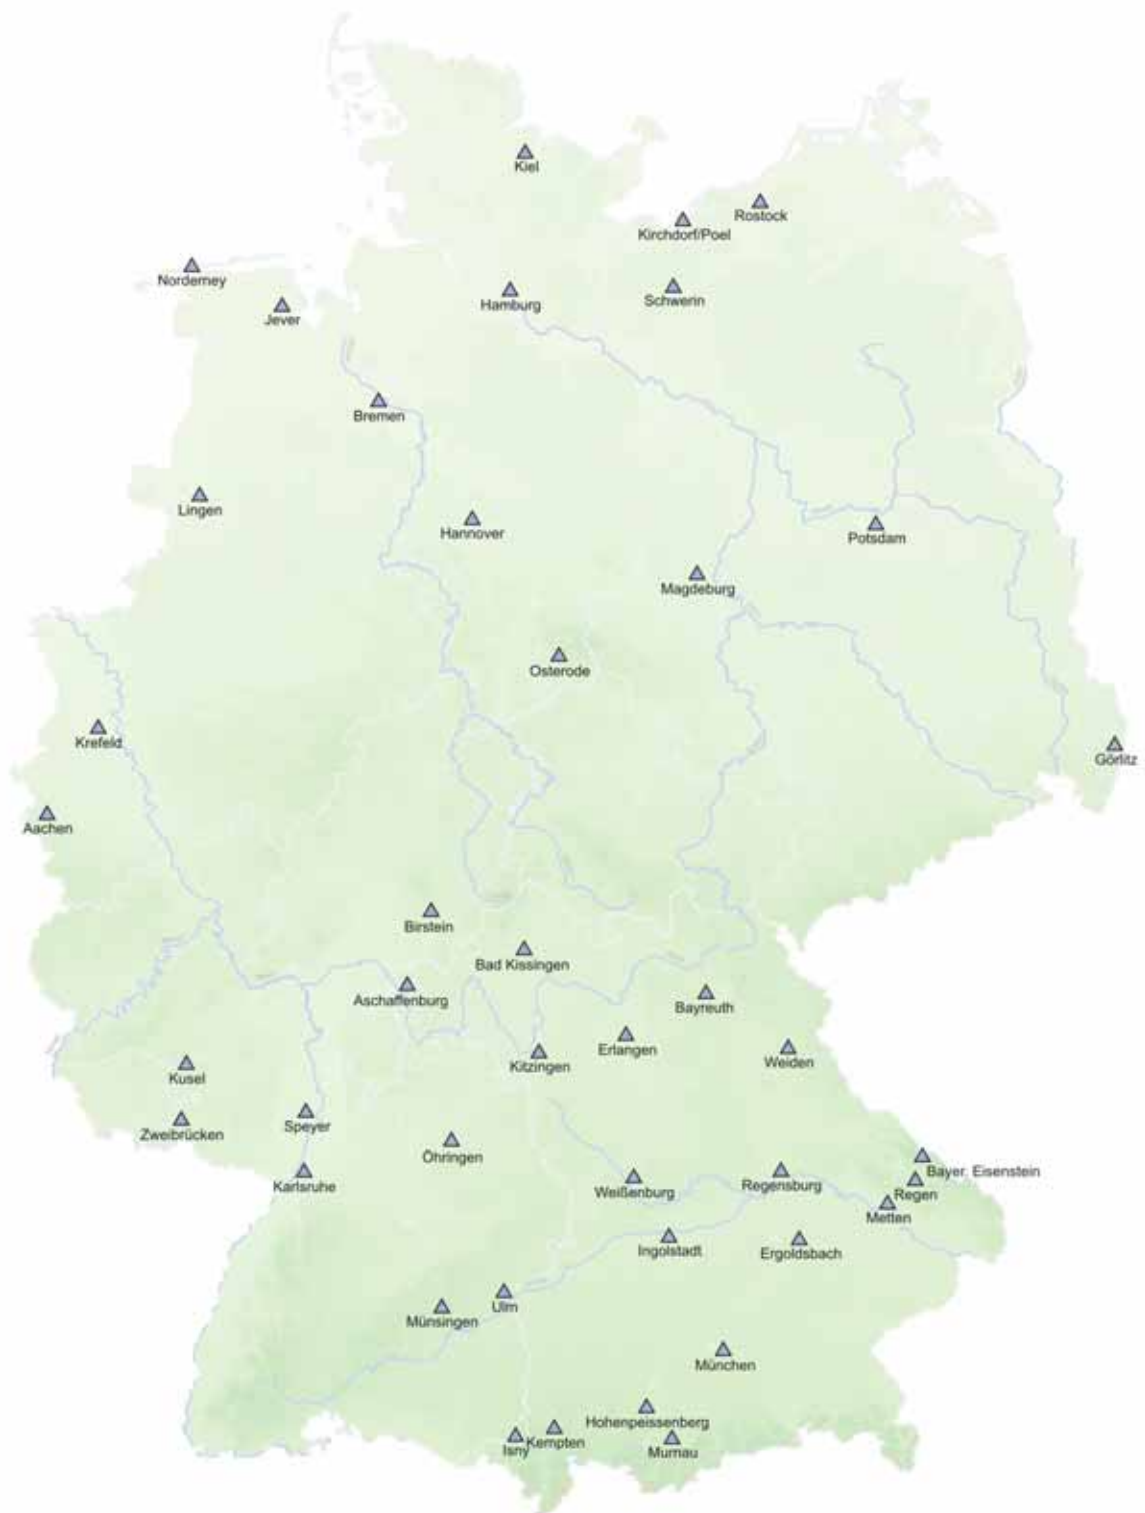 Kiel
Rostock
Kirchdorf/Poel
Norderney
Schwerin
Hamburg
Jever
Bremen
Lingen
Hannover
Potsdam
Magdeburg
Osterode
Krefeld
Görlitz
Aachen
Birstein
Bad Kissingen
Aschaffenburg
Bayreuth
Erlangen
Kitzingen
Weiden
Kusel
Speyer
Zweibrücken
Öhringen
Bayer. Eisenstein
Karlsruhe
Weißenburg
Regensburg
Regen
Metten
Ingolstadt
Ergoldsbach
Ulm
Münsingen
München
Hohenpeissenberg
Isny
Kempten
Murnau